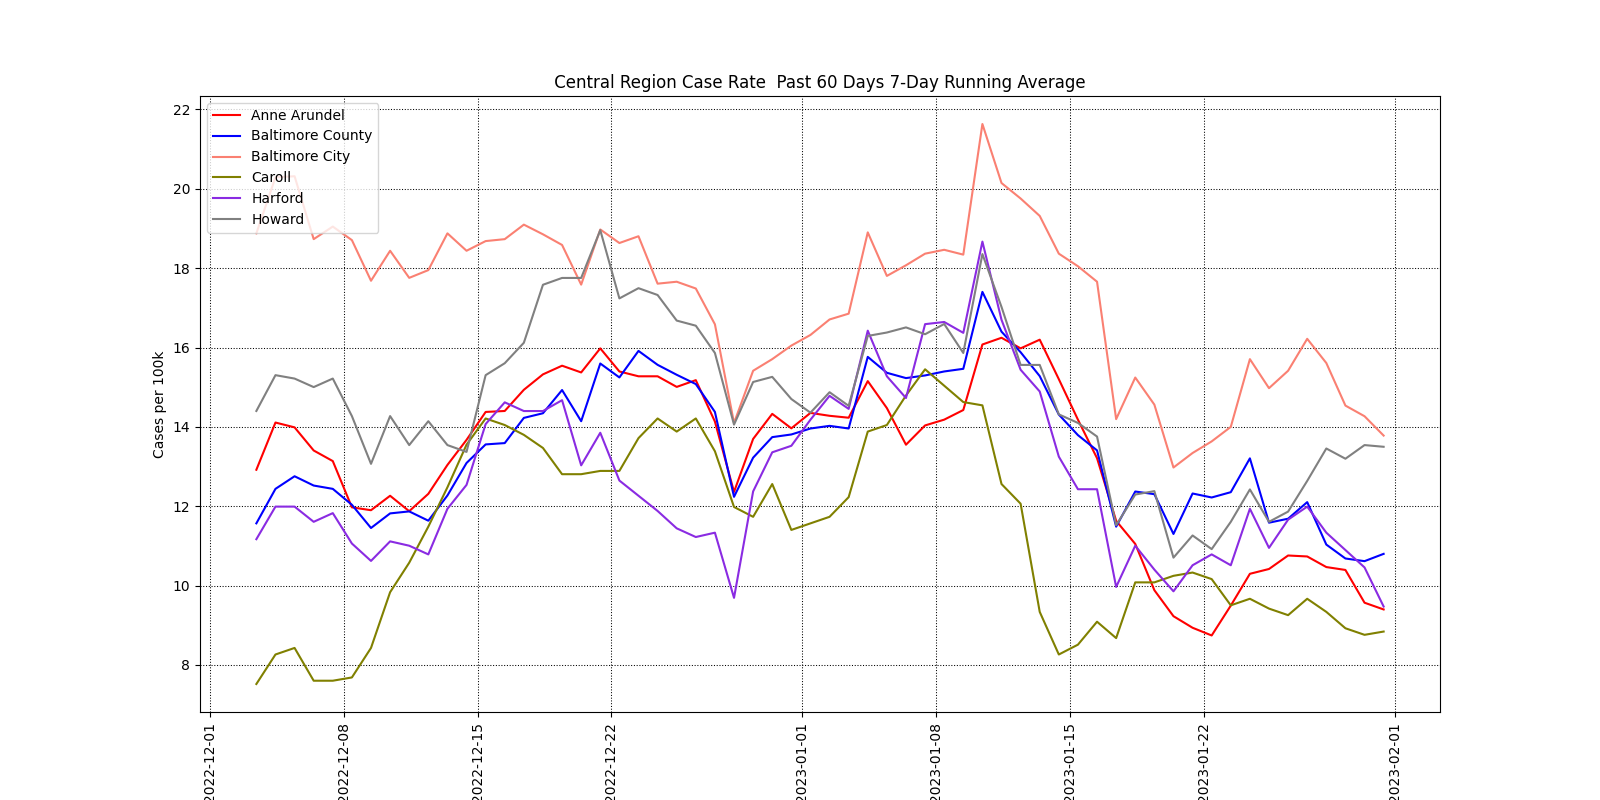 Central Region Case Rate  Past 60 Days 7-Day Running Average
Cases per 100k
22
20
18
16
14
12
10
8
Anne Arundel
Baltimore County
Baltimore City
Caroll
Harford
Howard
2022-12-01
2022-12-08
2022-12-15
2022-12-22
2023-01-01
2023-01-08
2023-01-15
2023-01-22
2023-02-01